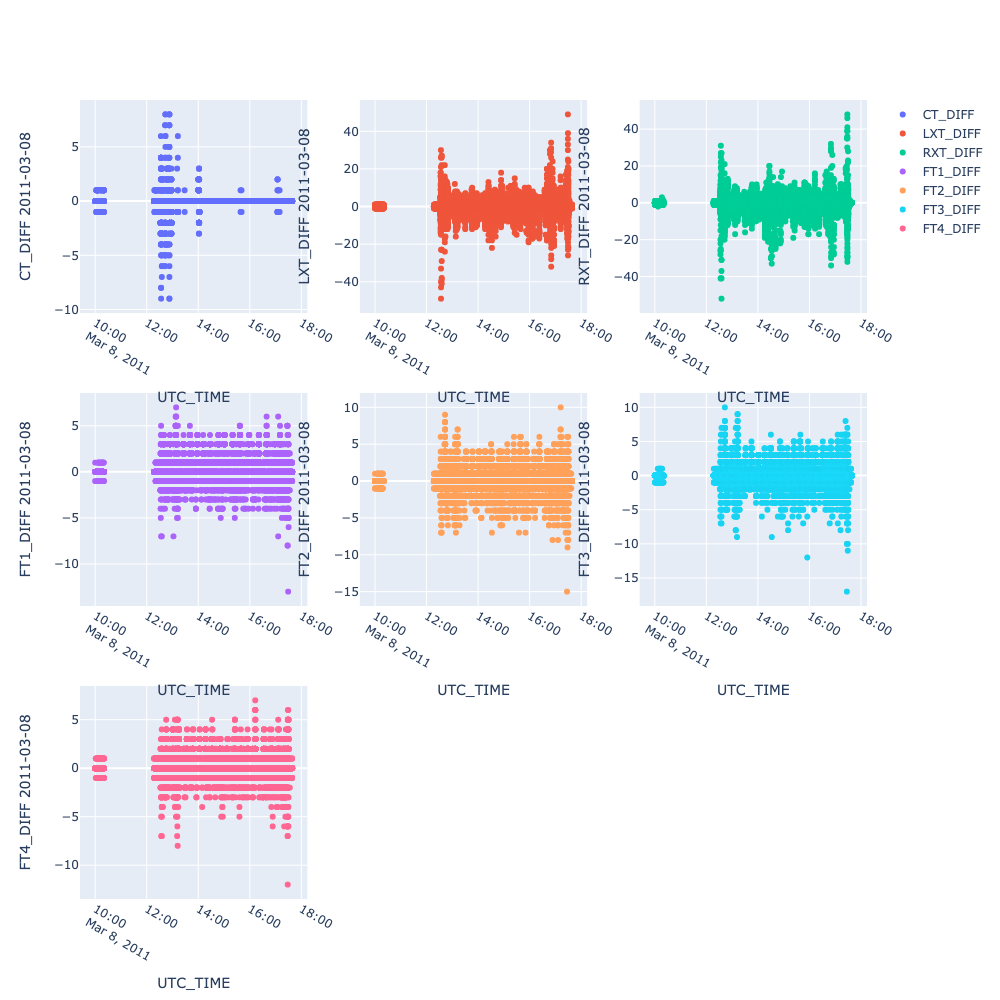 CT_DIFF 2011-03-08
5
0
−5
−10
10:00
Mar 8, 2011
12:00
14:00
16:00
18:00
UTC_TIME
LXT_DIFF 2011-03-08
40
20
0
−20
−40
10:00
Mar 8, 2011
12:00
14:00
16:00
18:00
UTC_TIME
RXT_DIFF 2011-03-08
40
20
0
−20
−40
10:00
Mar 8, 2011
12:00
14:00
16:00
18:00
UTC_TIME
CT_DIFF
LXT_DIFF
RXT_DIFF
FT1_DIFF
FT2_DIFF
FT3_DIFF
FT4_DIFF
FT1_DIFF 2011-03-08
5
0
−5
−10
10:00
Mar 8, 2011
12:00
14:00
16:00
18:00
UTC_TIME
FT2_DIFF 2011-03-08
10
5
0
−5
−10
−15
10:00
Mar 8, 2011
12:00
14:00
16:00
18:00
UTC_TIME
FT3_DIFF 2011-03-08
10
5
0
−5
−10
−15
10:00
Mar 8, 2011
12:00
14:00
16:00
18:00
UTC_TIME
FT4_DIFF 2011-03-08
5
0
−5
−10
10:00
Mar 8, 2011
12:00
14:00
16:00
18:00
UTC_TIME